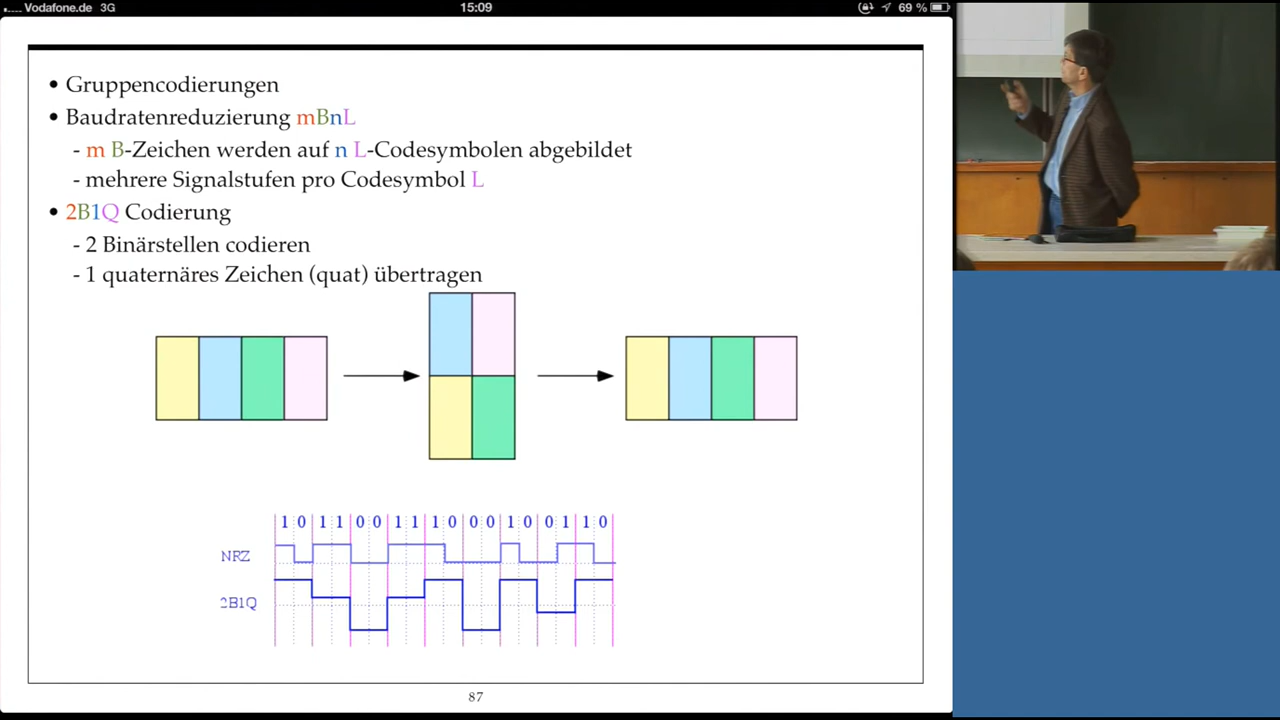 .... Vodafone.de 3G 15:09 69 %
• Gruppencodierungen
• Baudratenreduzierung mBnL
- m B-Zeichen werden auf n L-Codesymbolen abgebildet
- mehrere Signalstufen pro Codesymbol L
• 2B1Q Codierung
- 2 Binärstellen codieren
- 1 quaternäres Zeichen (quat) übertragen
1 0 1 1 0 0 1 1 1 0 0 0 1 0 0 1 1 0
NRZ
2B1Q
87